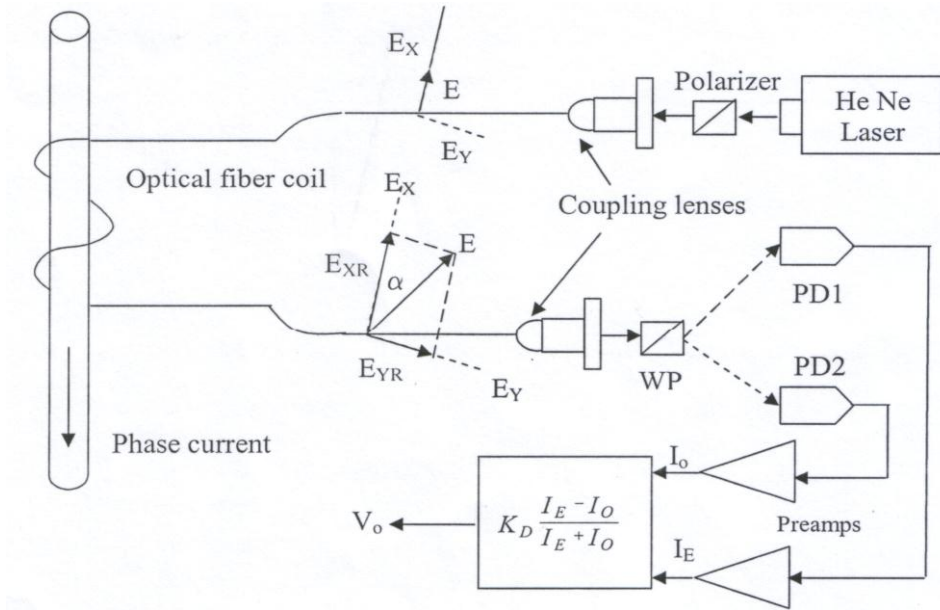 E_X
E
E_Y
Polarizer
He Ne
Laser
Optical fiber coil
E_X
Coupling lenses
E
E_XR
α
PD1
E_YR
E_Y
WP
PD2
Phase current
I_o
V_o
K_D (I_E − I_O)/(I_E + I_O)
Preamps
I_E